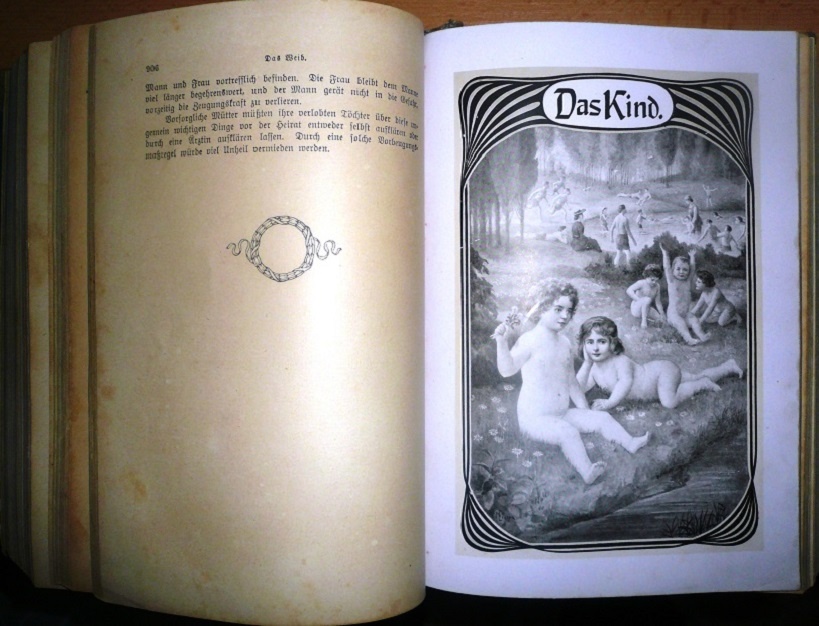 906
Das Weib.
Mann und Frau vortrefflich befinden. Die Frau bleibt dem Manne
viel länger begehrenswert, und der Mann gerät nicht in die Gefahr,
vorzeitig die Zeugungskraft zu verlieren.
Vorsorgliche Mütter müßten ihre verlobten Töchter über diese
gemein wichtigen Dinge vor der Heirat entweder selbst aufklären oder
durch eine Ärztin aufklären lassen. Durch eine solche Vorbeugungs-
maßregel würde viel Unheil vermieden werden.
Das Kind.